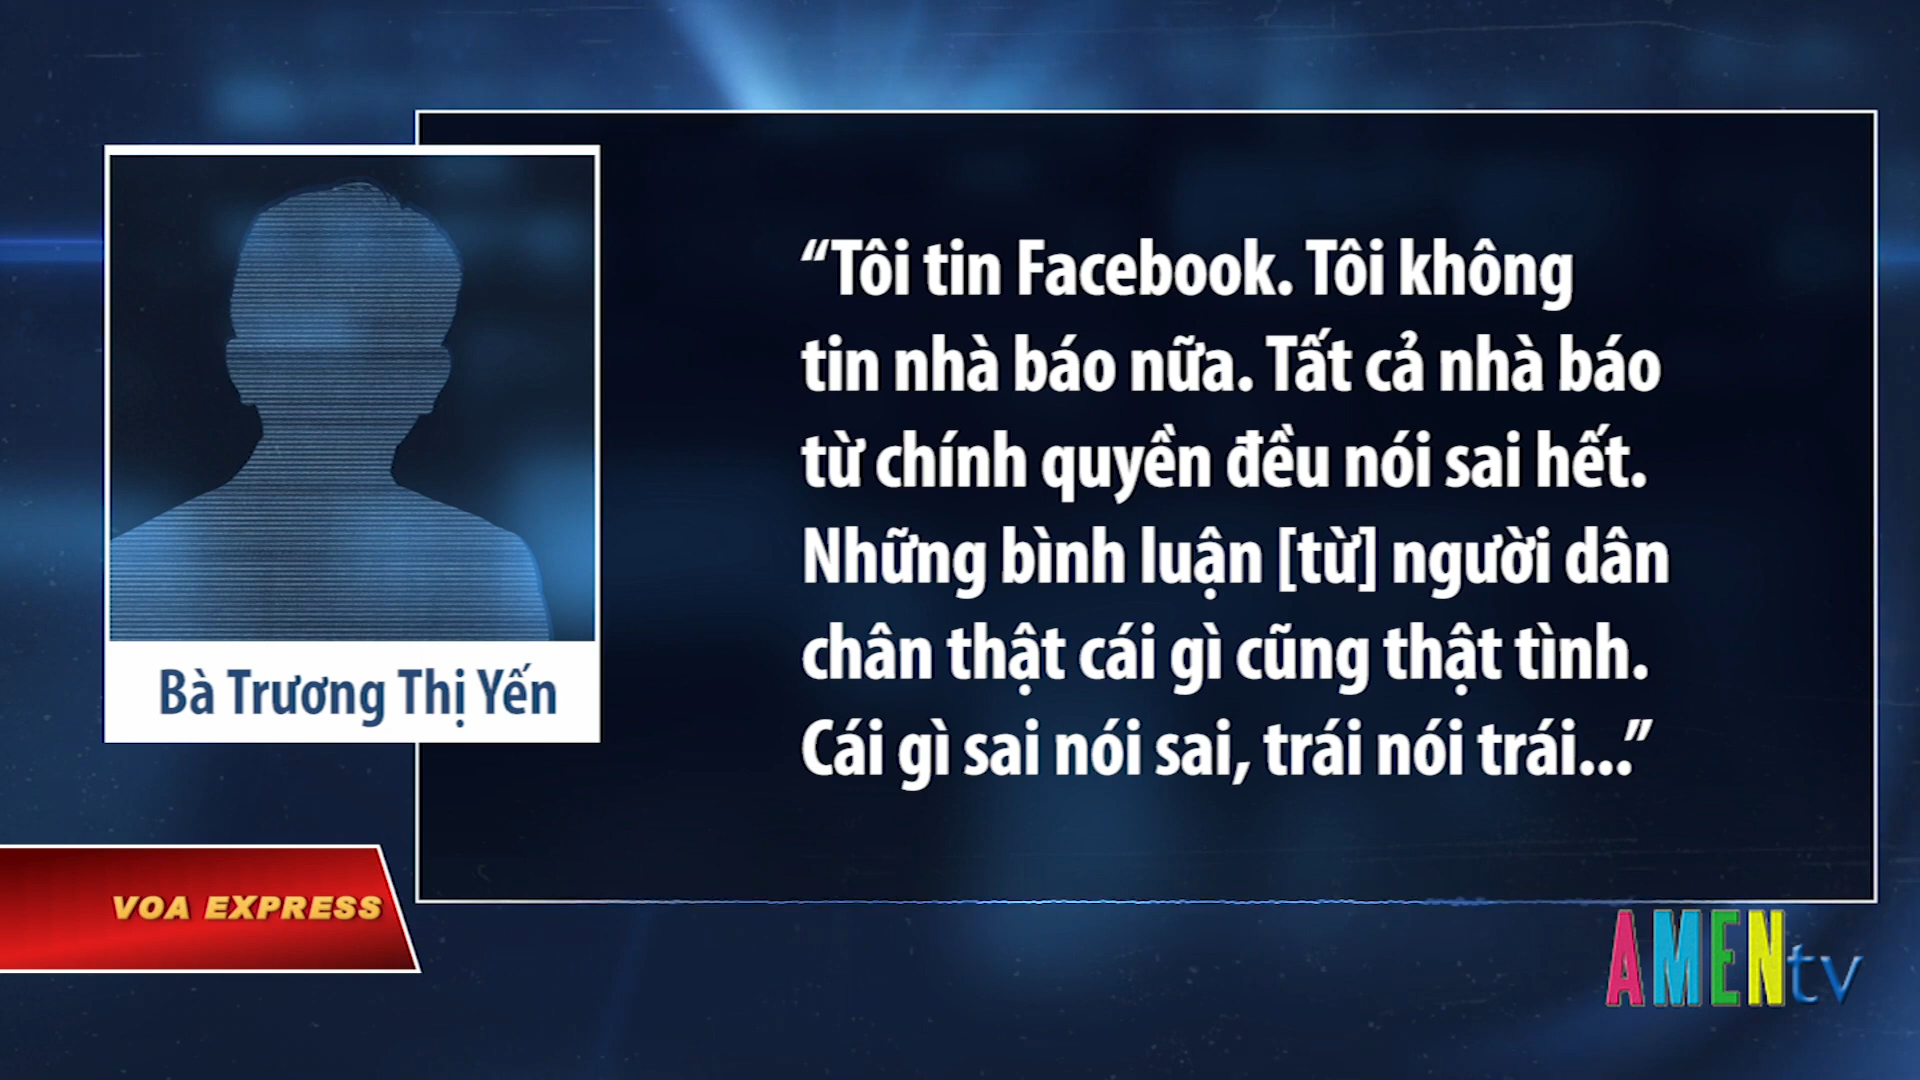 “Tôi tin Facebook. Tôi không
tin nhà báo nữa. Tất cả nhà báo
từ chính quyền đều nói sai hết.
Những bình luận [từ] người dân
chân thật cái gì cũng thật tình.
Cái gì sai nói sai, trái nói trái...”
Bà Trương Thị Yến
VOA EXPRESS
AMENtv